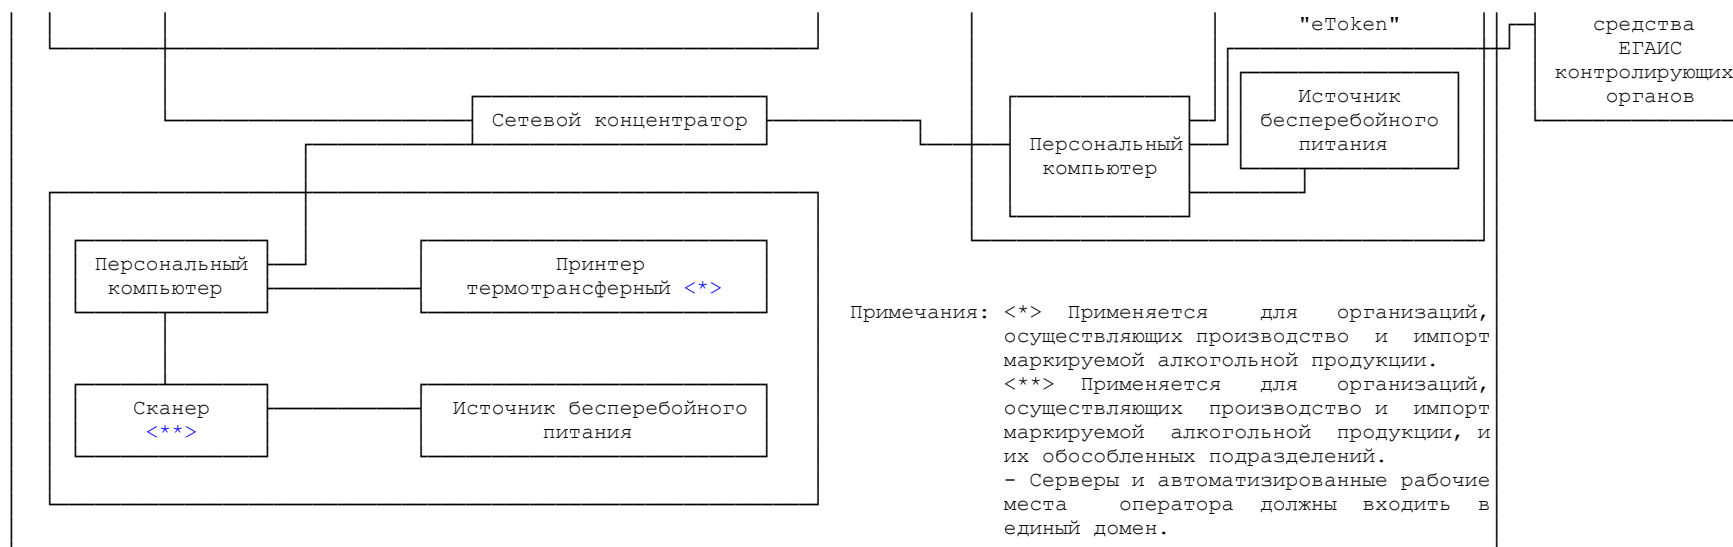 "eToken"
средства
ЕГАИС
контролирующих
органов
Источник
бесперебойного
питания
Сетевой концентратор
Персональный
компьютер
Персональный
компьютер
Принтер
термотрансферный <*>
Сканер
<**>
Источник бесперебойного
питания
Примечания: <*> Применяется для организаций,
осуществляющих производство и импорт
маркируемой алкогольной продукции.
<**> Применяется для организаций,
осуществляющих производство и импорт
маркируемой алкогольной продукции, и
их обособленных подразделений.
- Серверы и автоматизированные рабочие
места оператора должны входить в
единый домен.